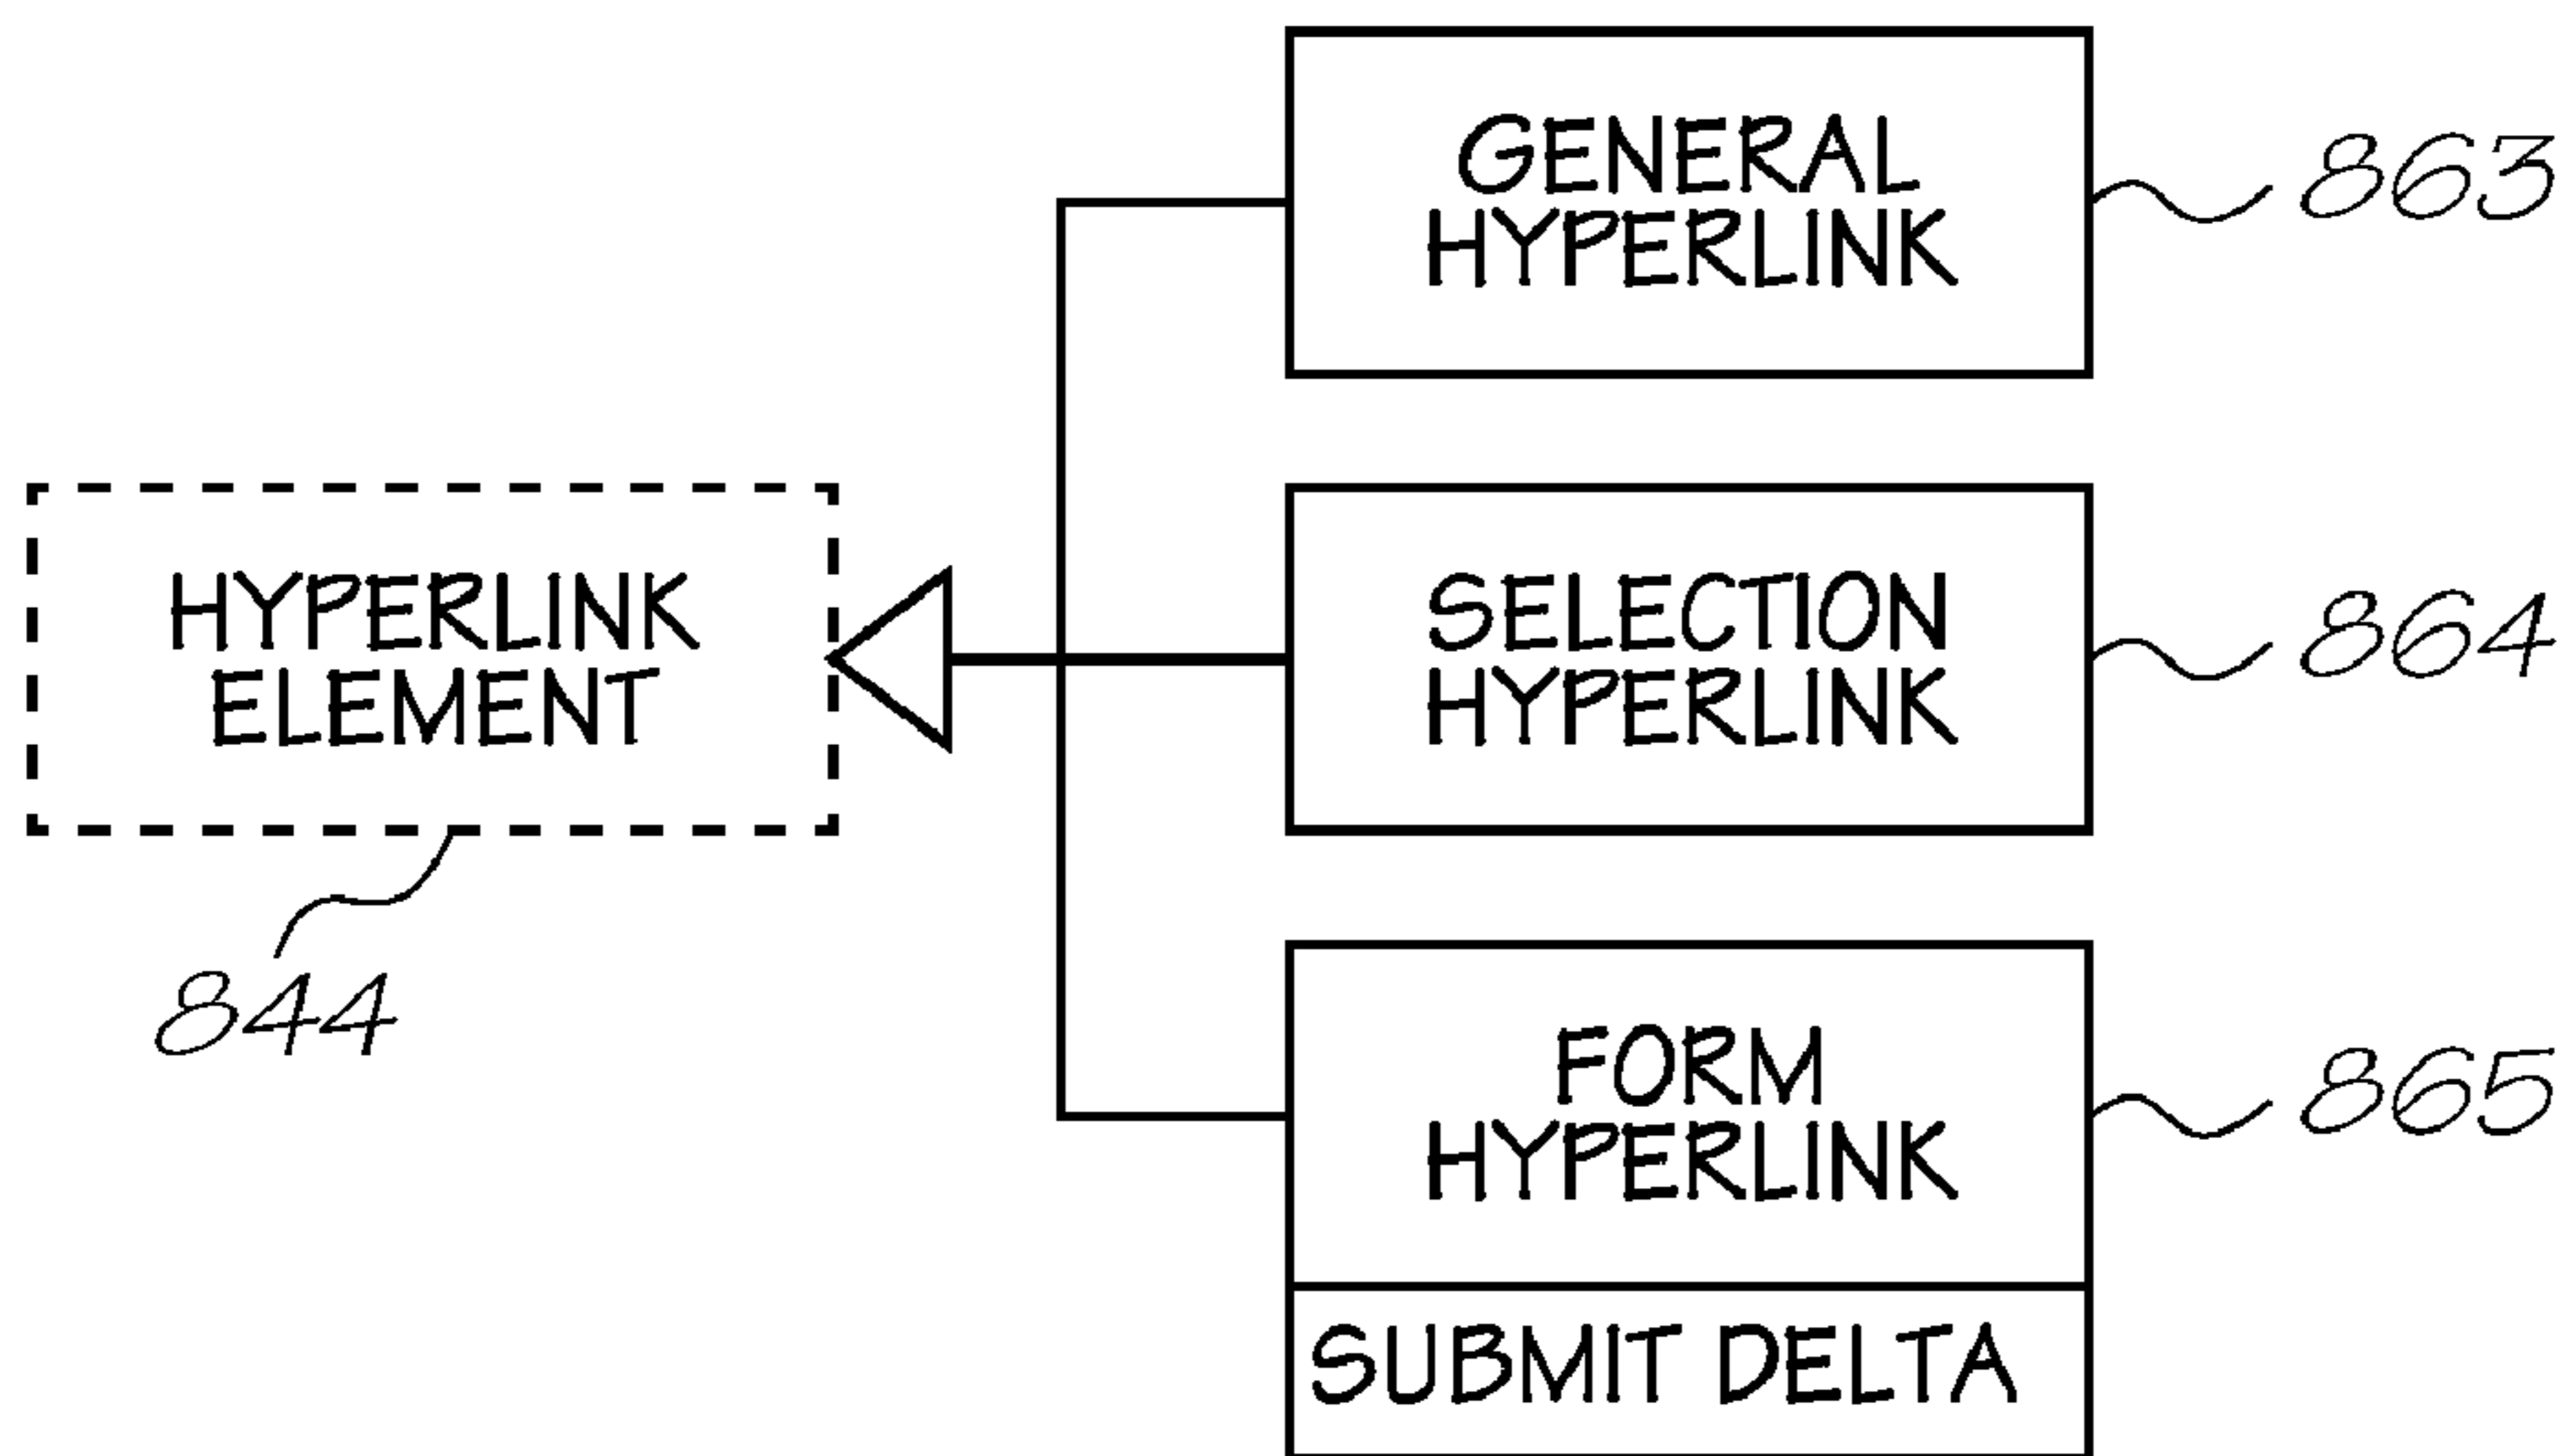 GENERAL
HYPERLINK
863
HYPERLINK
ELEMENT
844
SELECTION
HYPERLINK
864
FORM
HYPERLINK
865
SUBMIT DELTA